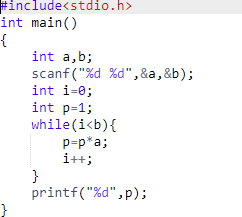 #include<stdio.h>
int main()
{
    int a,b;
    scanf("%d %d",&a,&b);
    int i=0;
    int p=1;
    while(i<b){
        p=p*a;
        i++;
    }
    printf("%d",p);
}